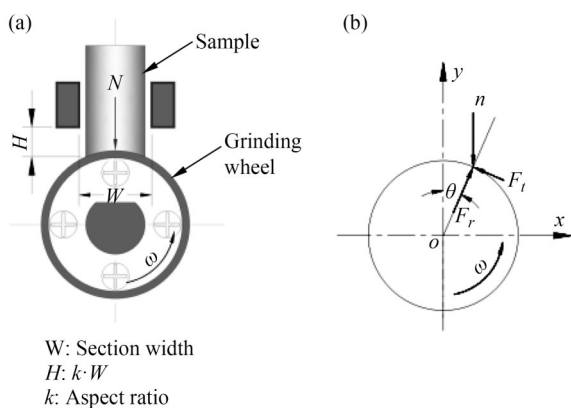 (a)
Sample
N
H
Grinding
wheel
W
ω
W: Section width
H: k·W
k: Aspect ratio
(b)
y
n
θ
F_t
F_r
o
x
ω